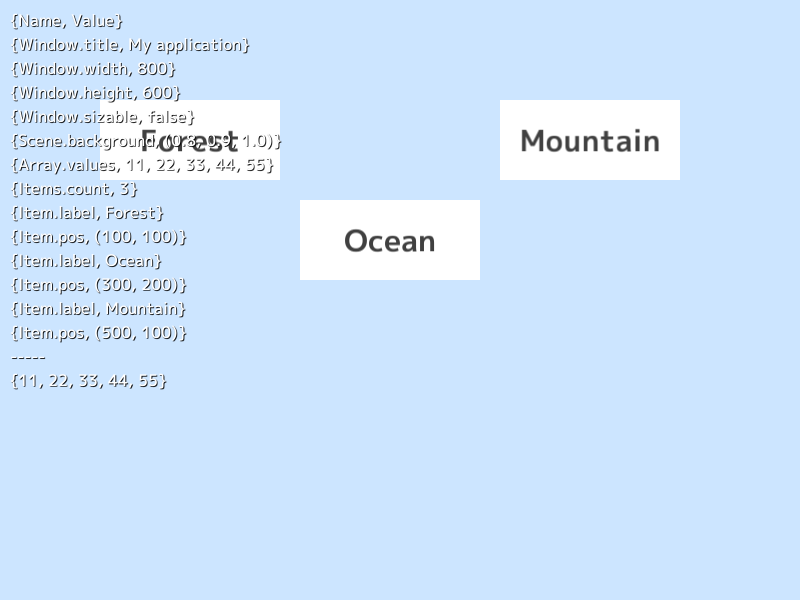 {Name, Value}
{Window.title, My application}
{Window.width, 800}
{Window.height, 600}
{Window.sizable, false}
{Scene.background, (0.8, 0.9, 1.0)}
{Array.values, 11, 22, 33, 44, 55}
{Items.count, 3}
{Item.label, Forest}
{Item.pos, (100, 100)}
{Item.label, Ocean}
{Item.pos, (300, 200)}
{Item.label, Mountain}
{Item.pos, (500, 100)}
-----
{11, 22, 33, 44, 55}
Forest
Mountain
Ocean